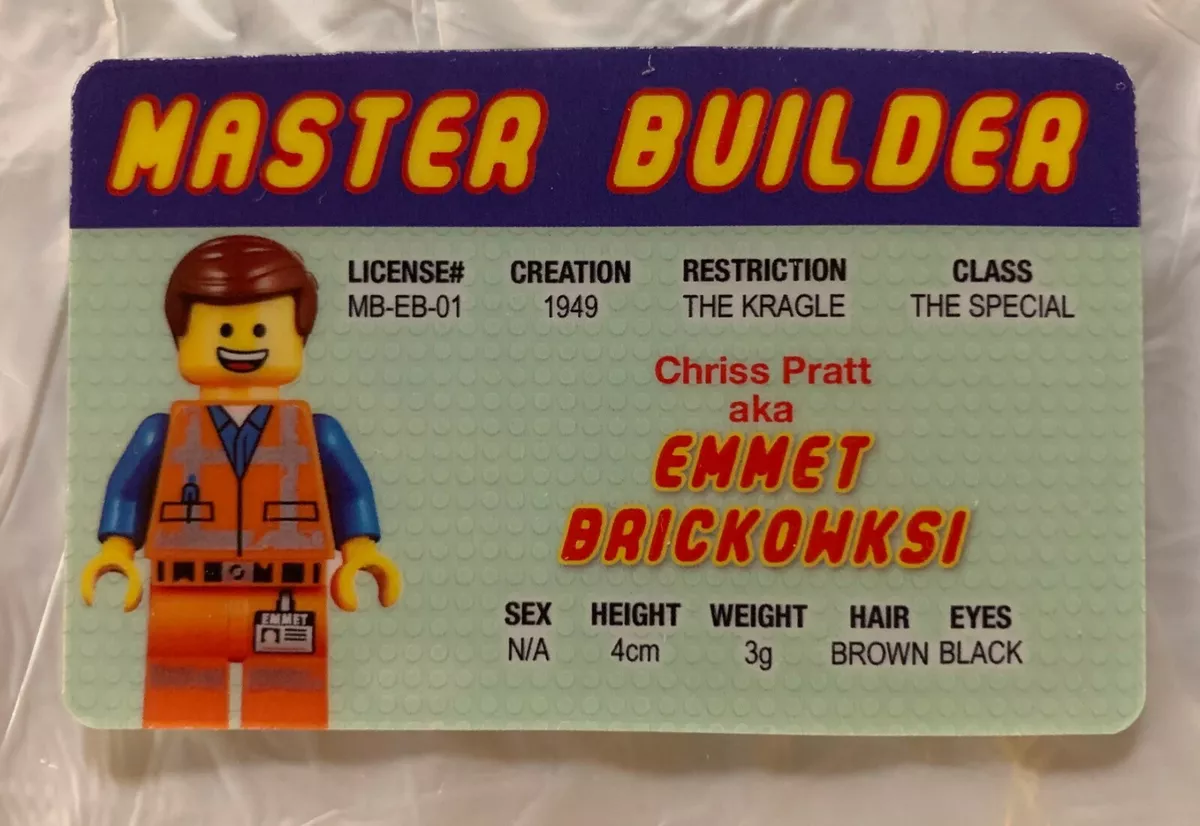 MASTER BUILDER
LICENSE# CREATION RESTRICTION CLASS
MB-EB-01 1949 THE KRAGLE THE SPECIAL
Chriss Pratt
aka
EMMET
BRICKOWKSI
SEX HEIGHT WEIGHT HAIR EYES
N/A 4cm 3g BROWN BLACK
EMMET